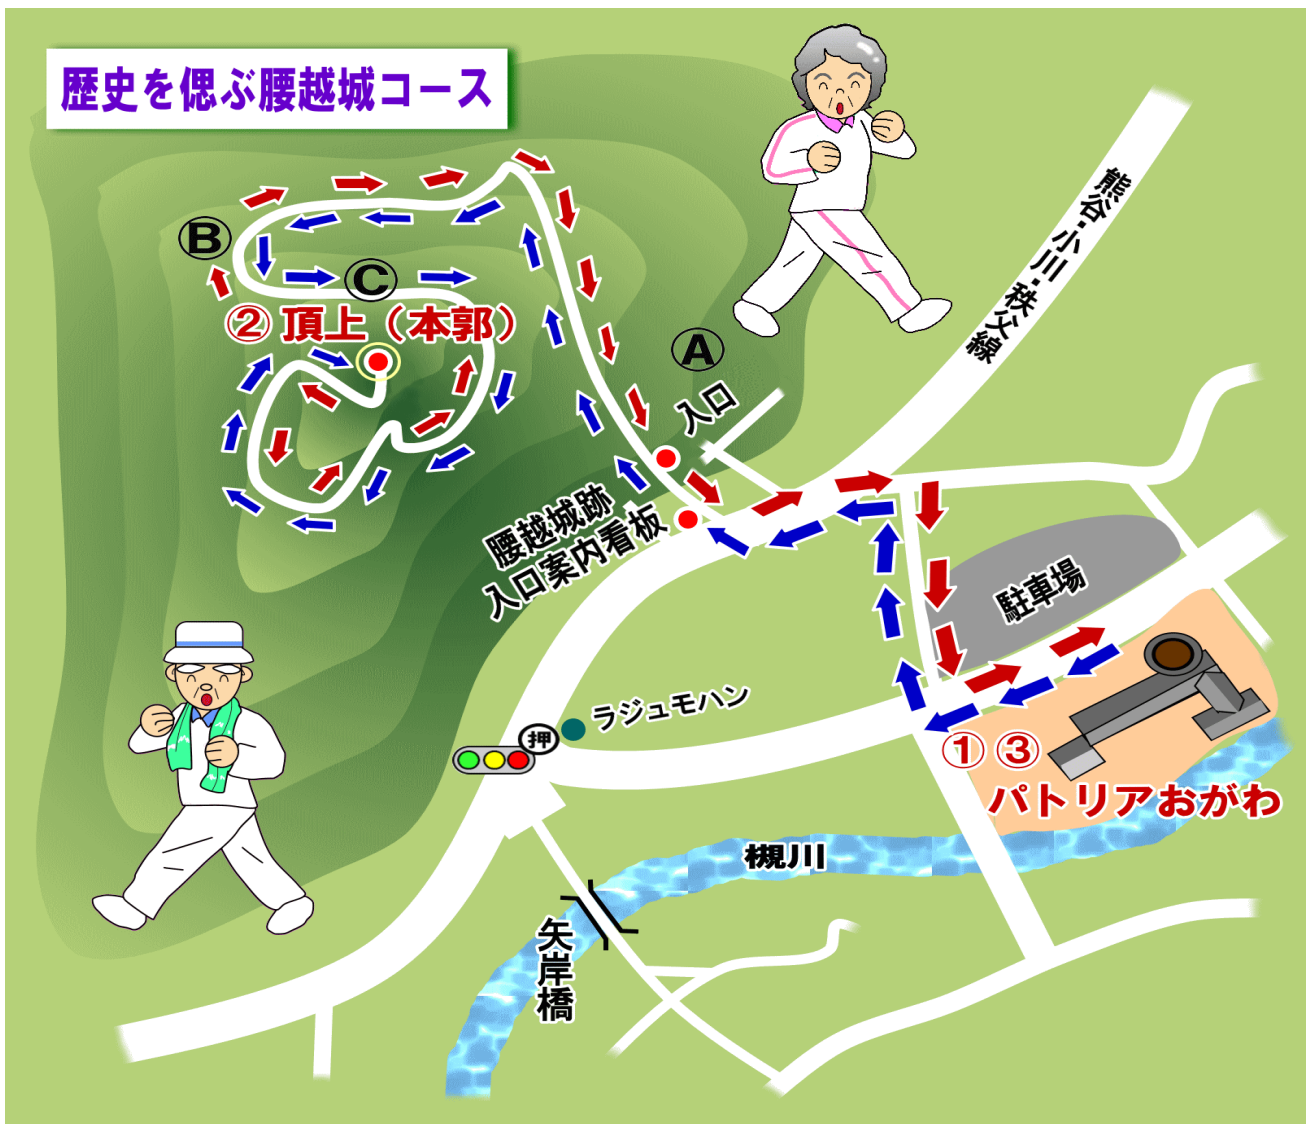 歴史を偲ぶ腰越城コース
熊谷・小川・秩父線
B
C
② 頂上（本郭）
A
入口
腰越城跡
入口案内看板
駐車場
ラジュモハン
押
① ③
パトリアおがわ
槻川
矢岸橋